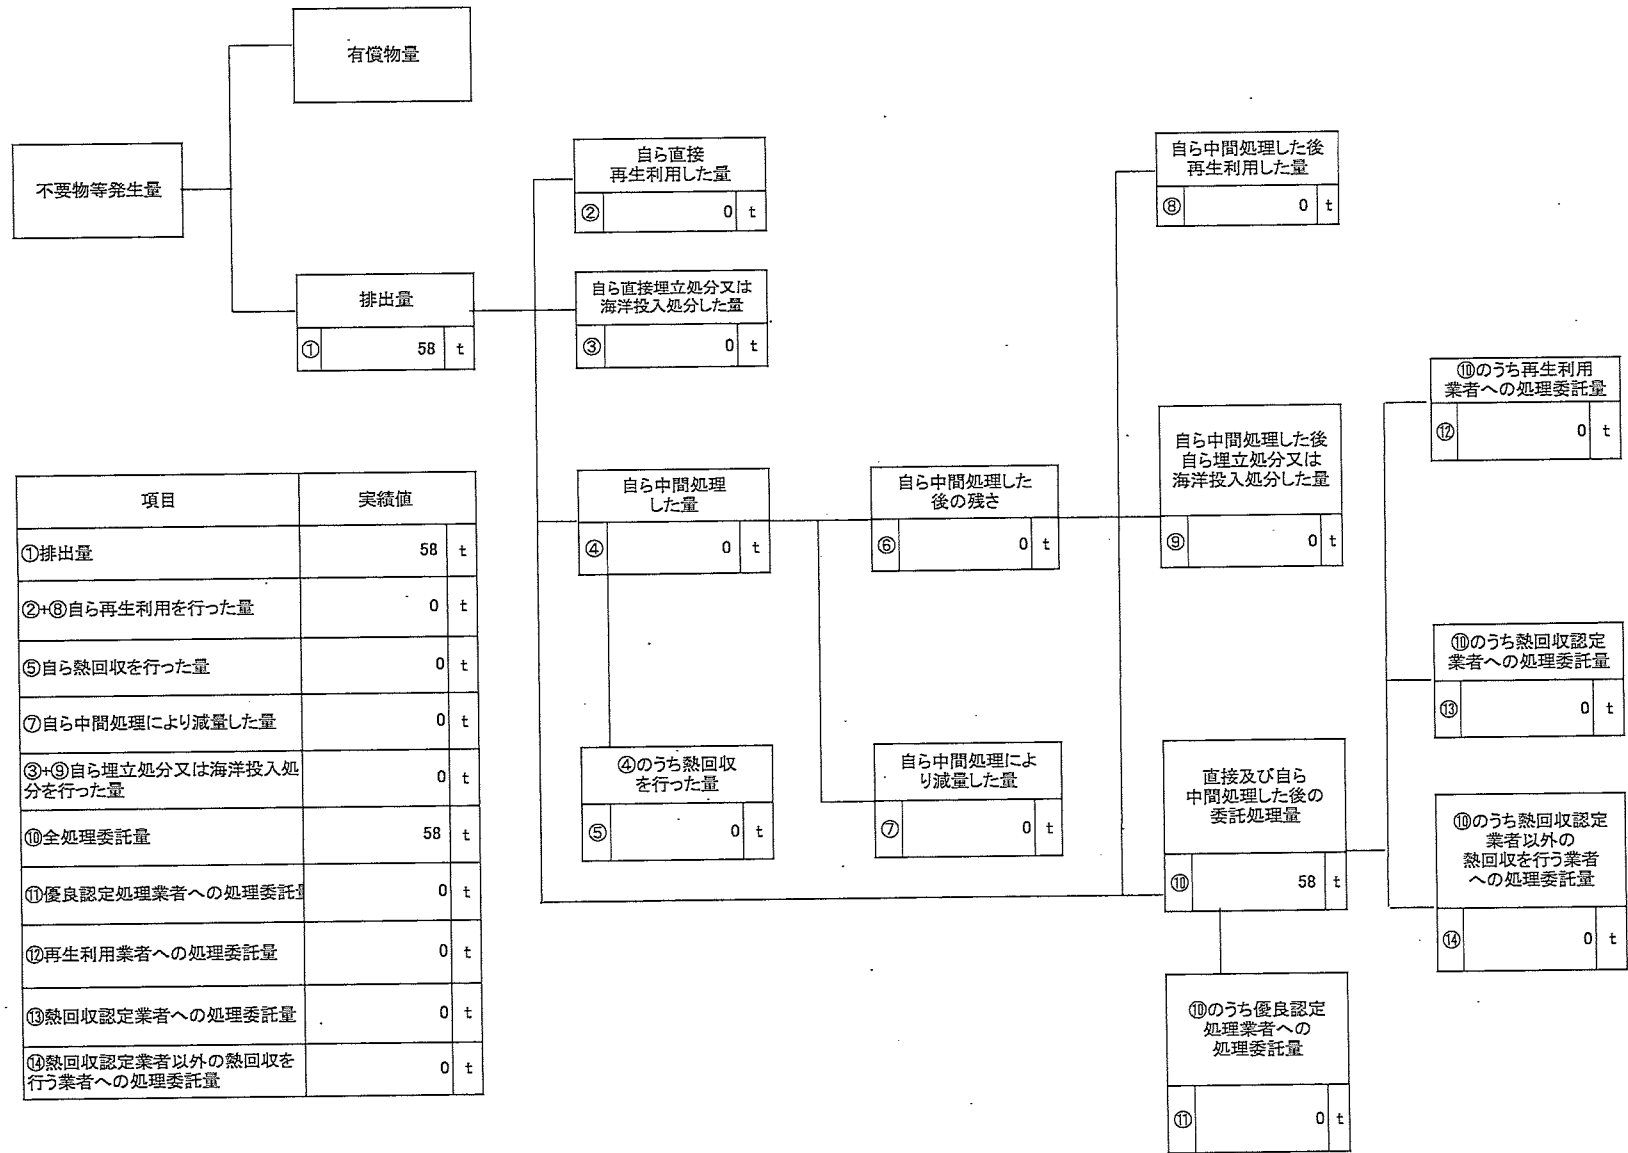 有償物量
不要物等発生量
排出量
① 58 t
自ら直接
再生利用した量
② 0 t
自ら直接埋立処分又は
海洋投入処分した量
③ 0 t
自ら中間処理
した量
④ 0 t
④のうち熱回収
を行った量
⑤ 0 t
自ら中間処理した
後の残さ
⑥ 0 t
自ら中間処理によ
り減量した量
⑦ 0 t
自ら中間処理した後
再生利用した量
⑧ 0 t
自ら中間処理した後
自ら埋立処分又は
海洋投入処分した量
⑨ 0 t
直接及び自ら
中間処理した後の
委託処理量
⑩ 58 t
⑩のうち優良認定
処理業者への
処理委託量
⑪ 0 t
⑩のうち再生利用
業者への処理委託量
⑫ 0 t
⑩のうち熱回収認定
業者への処理委託量
⑬ 0 t
⑩のうち熱回収認定
業者以外の
熱回収を行う業者
への処理委託量
⑭ 0 t
項目 実績値
①排出量 58 t
②+⑧自ら再生利用を行った量 0 t
⑤自ら熱回収を行った量 0 t
⑦自ら中間処理により減量した量 0 t
③+⑨自ら埋立処分又は海洋投入処
分を行った量 0 t
⑩全処理委託量 58 t
⑪優良認定処理業者への処理委託 0 t
⑫再生利用業者への処理委託量 0 t
⑬熱回収認定業者への処理委託量 0 t
⑭熱回収認定業者以外の熱回収を
行う業者への処理委託量 0 t